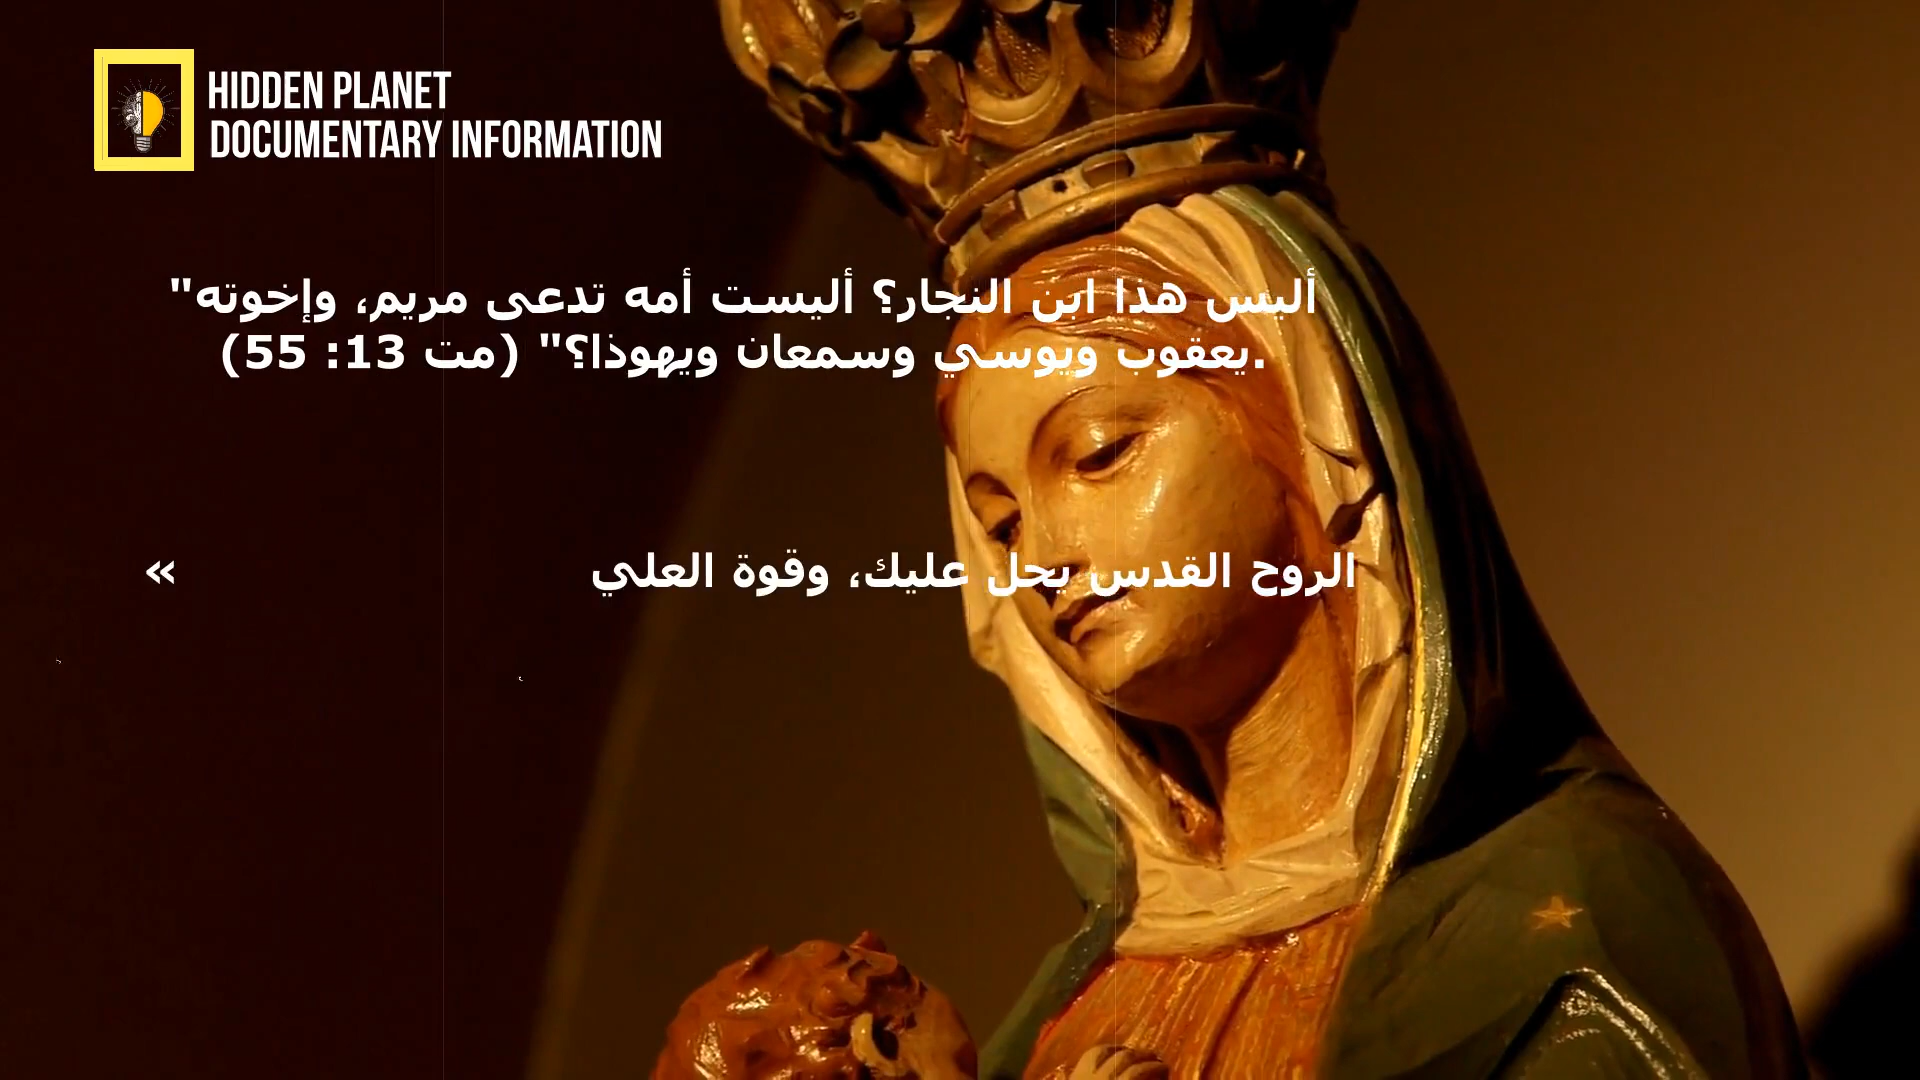 HIDDEN PLANET
DOCUMENTARY INFORMATION
أليس هذا ابن النجار؟ أليست أمه تدعى مريم، وإخوته"
.يعقوب ويوسي وسمعان ويهوذا؟" (مت 13: 55)
الروح القدس يحل عليك، وقوة العلي «